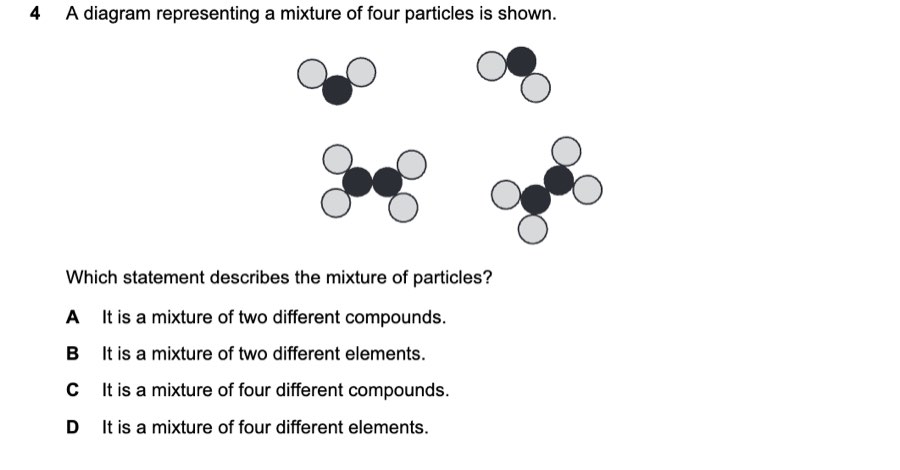 4 A diagram representing a mixture of four particles is shown.
Which statement describes the mixture of particles?
A It is a mixture of two different compounds.
B It is a mixture of two different elements.
C It is a mixture of four different compounds.
D It is a mixture of four different elements.